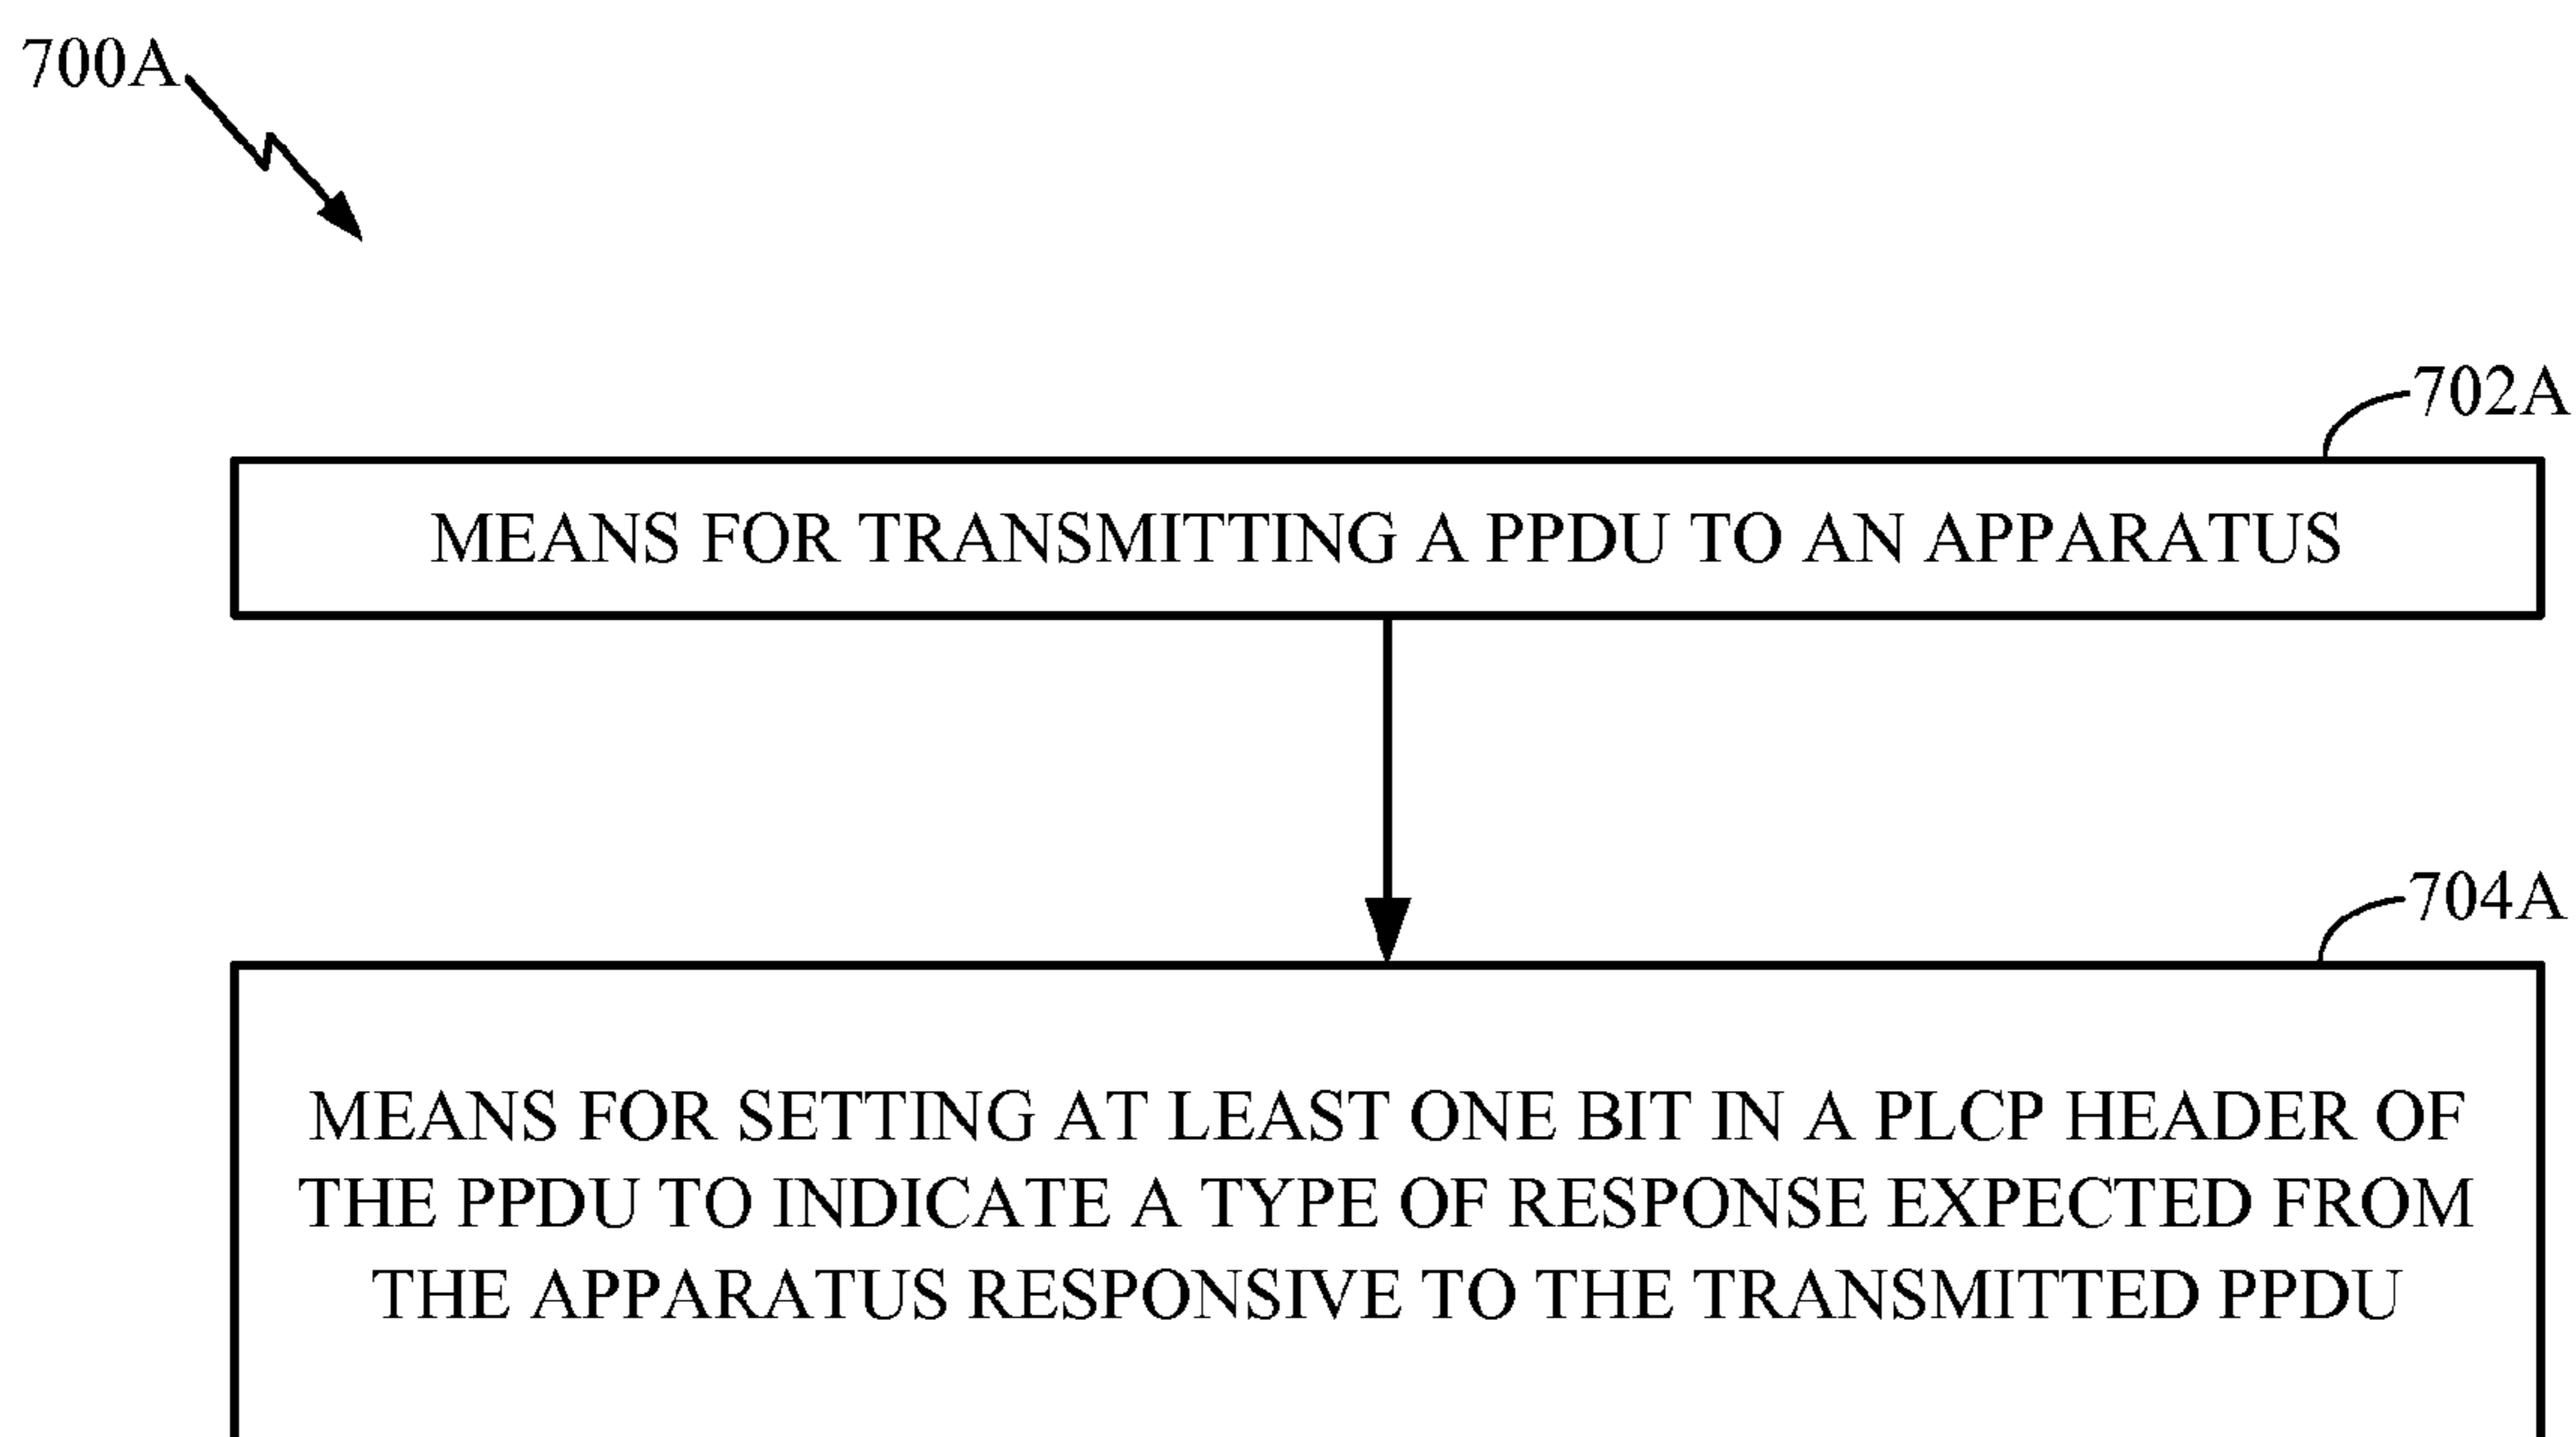 700A
702A
MEANS FOR TRANSMITTING A PPDU TO AN APPARATUS
704A
MEANS FOR SETTING AT LEAST ONE BIT IN A PLCP HEADER OF
THE PPDU TO INDICATE A TYPE OF RESPONSE EXPECTED FROM
THE APPARATUS RESPONSIVE TO THE TRANSMITTED PPDU